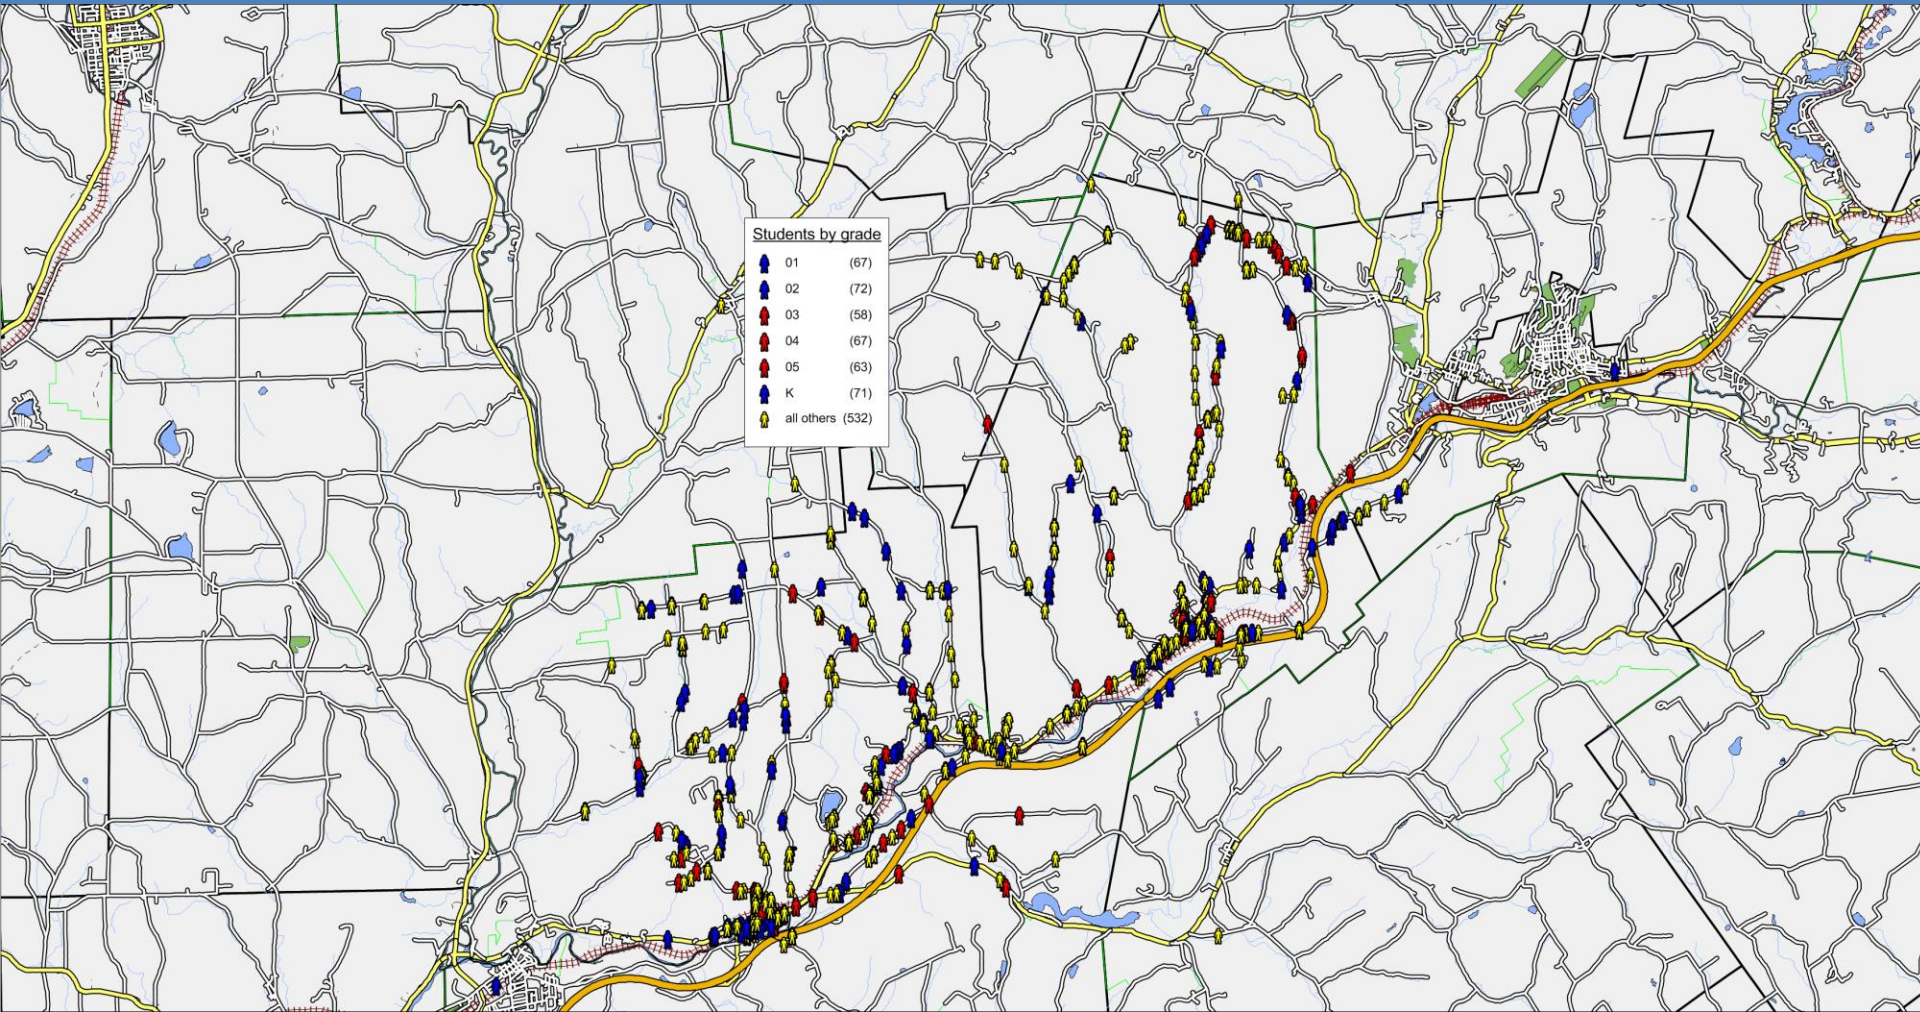 Students by grade
01 (67)
02 (72)
03 (58)
04 (67)
05 (63)
K (71)
all others (532)